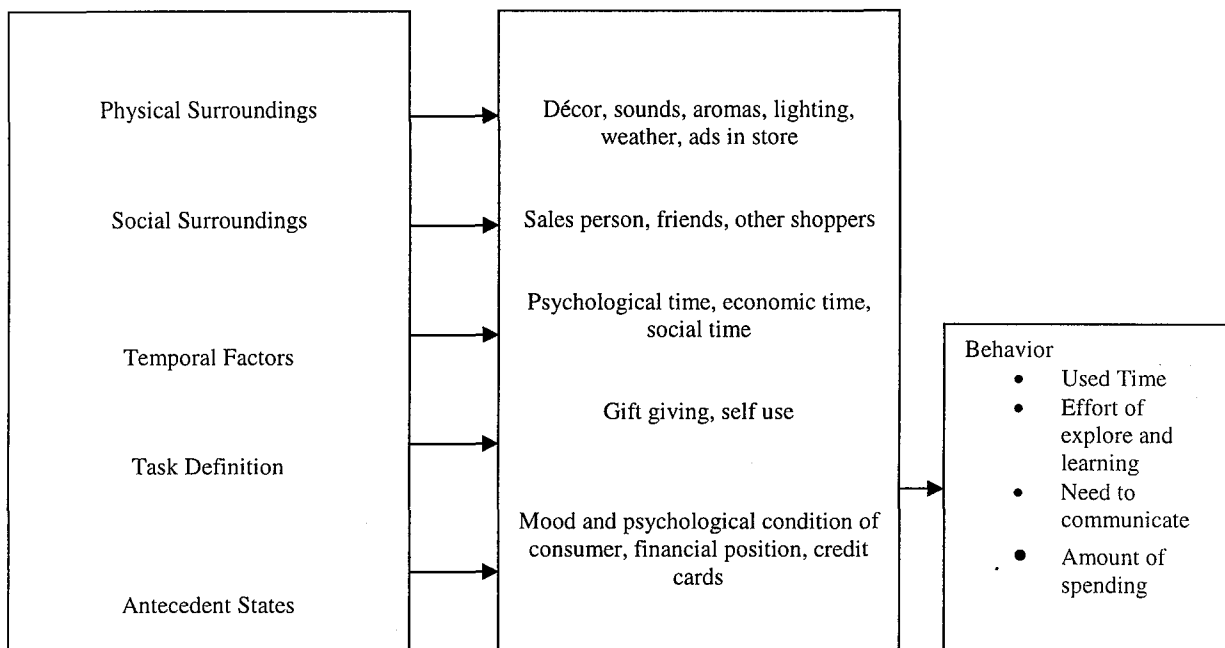 Physical Surroundings
Social Surroundings
Temporal Factors
Task Definition
Antecedent States
Décor, sounds, aromas, lighting,
weather, ads in store
Sales person, friends, other shoppers
Psychological time, economic time,
social time
Gift giving, self use
Mood and psychological condition of
consumer, financial position, credit
cards
Behavior
• Used Time
• Effort of
explore and
learning
• Need to
communicate
• Amount of
spending